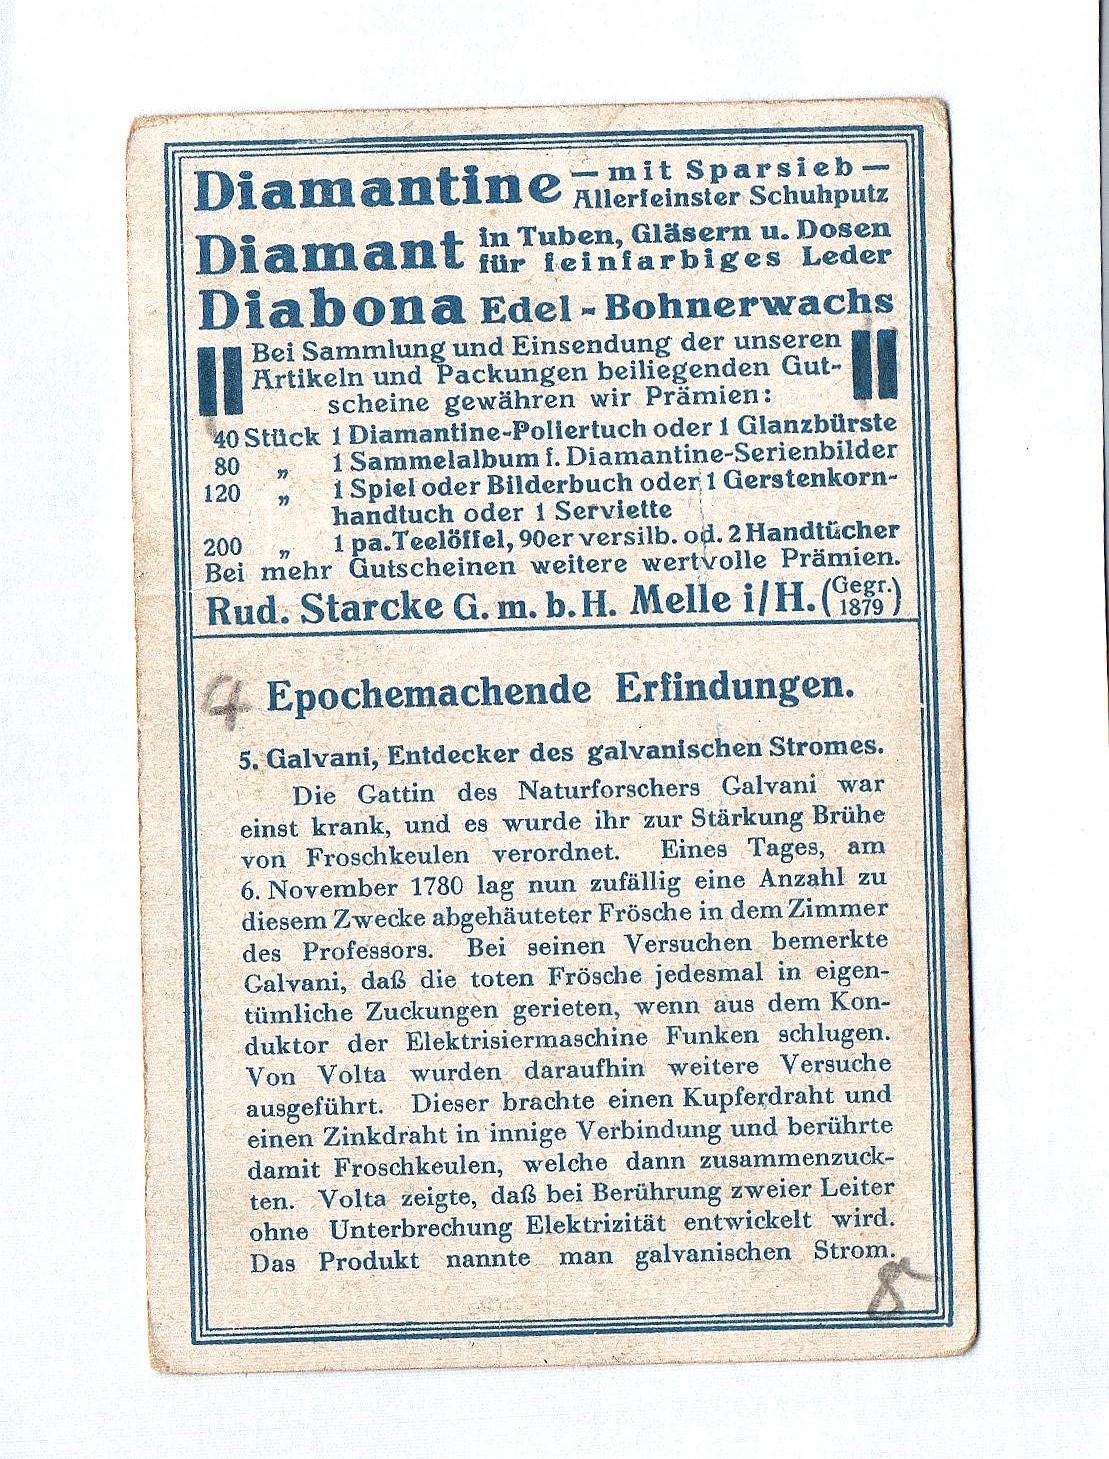 Diamantine — mit Sparsieb —
Allerfeinster Schuhputz
Diamant in Tuben, Gläsern u. Dosen
für feinfarbiges Leder
Diabona Edel-Bohnerwachs
Bei Sammlung und Einsendung der unseren
Artikeln und Packungen beiliegenden Gut-
scheine gewähren wir Prämien:
40 Stück 1 Diamantine-Poliertuch oder 1 Glanzbürste
80 „ 1 Sammelalbum f. Diamantine-Serienbilder
120 „ 1 Spiel oder Bilderbuch oder 1 Gerstenkorn-
handtuch oder 1 Serviette
200 „ 1 pa. Teelöffel, 90er versilb. od. 2 Handtücher
Bei mehr Gutscheinen weitere wertvolle Prämien.
Rud. Starcke G. m. b. H. Melle i/H. (Gegr. 1879)
4 Epochemachende Erfindungen.
5. Galvani, Entdecker des galvanischen Stromes.
Die Gattin des Naturforschers Galvani war
einst krank, und es wurde ihr zur Stärkung Brühe
von Froschkeulen verordnet. Eines Tages, am
6. November 1780 lag nun zufällig eine Anzahl zu
diesem Zwecke abgehäuteter Frösche in dem Zimmer
des Professors. Bei seinen Versuchen bemerkte
Galvani, daß die toten Frösche jedesmal in eigen-
tümliche Zuckungen gerieten, wenn aus dem Kon-
duktor der Elektrisiermaschine Funken schlugen.
Von Volta wurden daraufhin weitere Versuche
ausgeführt. Dieser brachte einen Kupferdraht und
einen Zinkdraht in innige Verbindung und berührte
damit Froschkeulen, welche dann zusammenzuck-
ten. Volta zeigte, daß bei Berührung zweier Leiter
ohne Unterbrechung Elektrizität entwickelt wird.
Das Produkt nannte man galvanischen Strom.